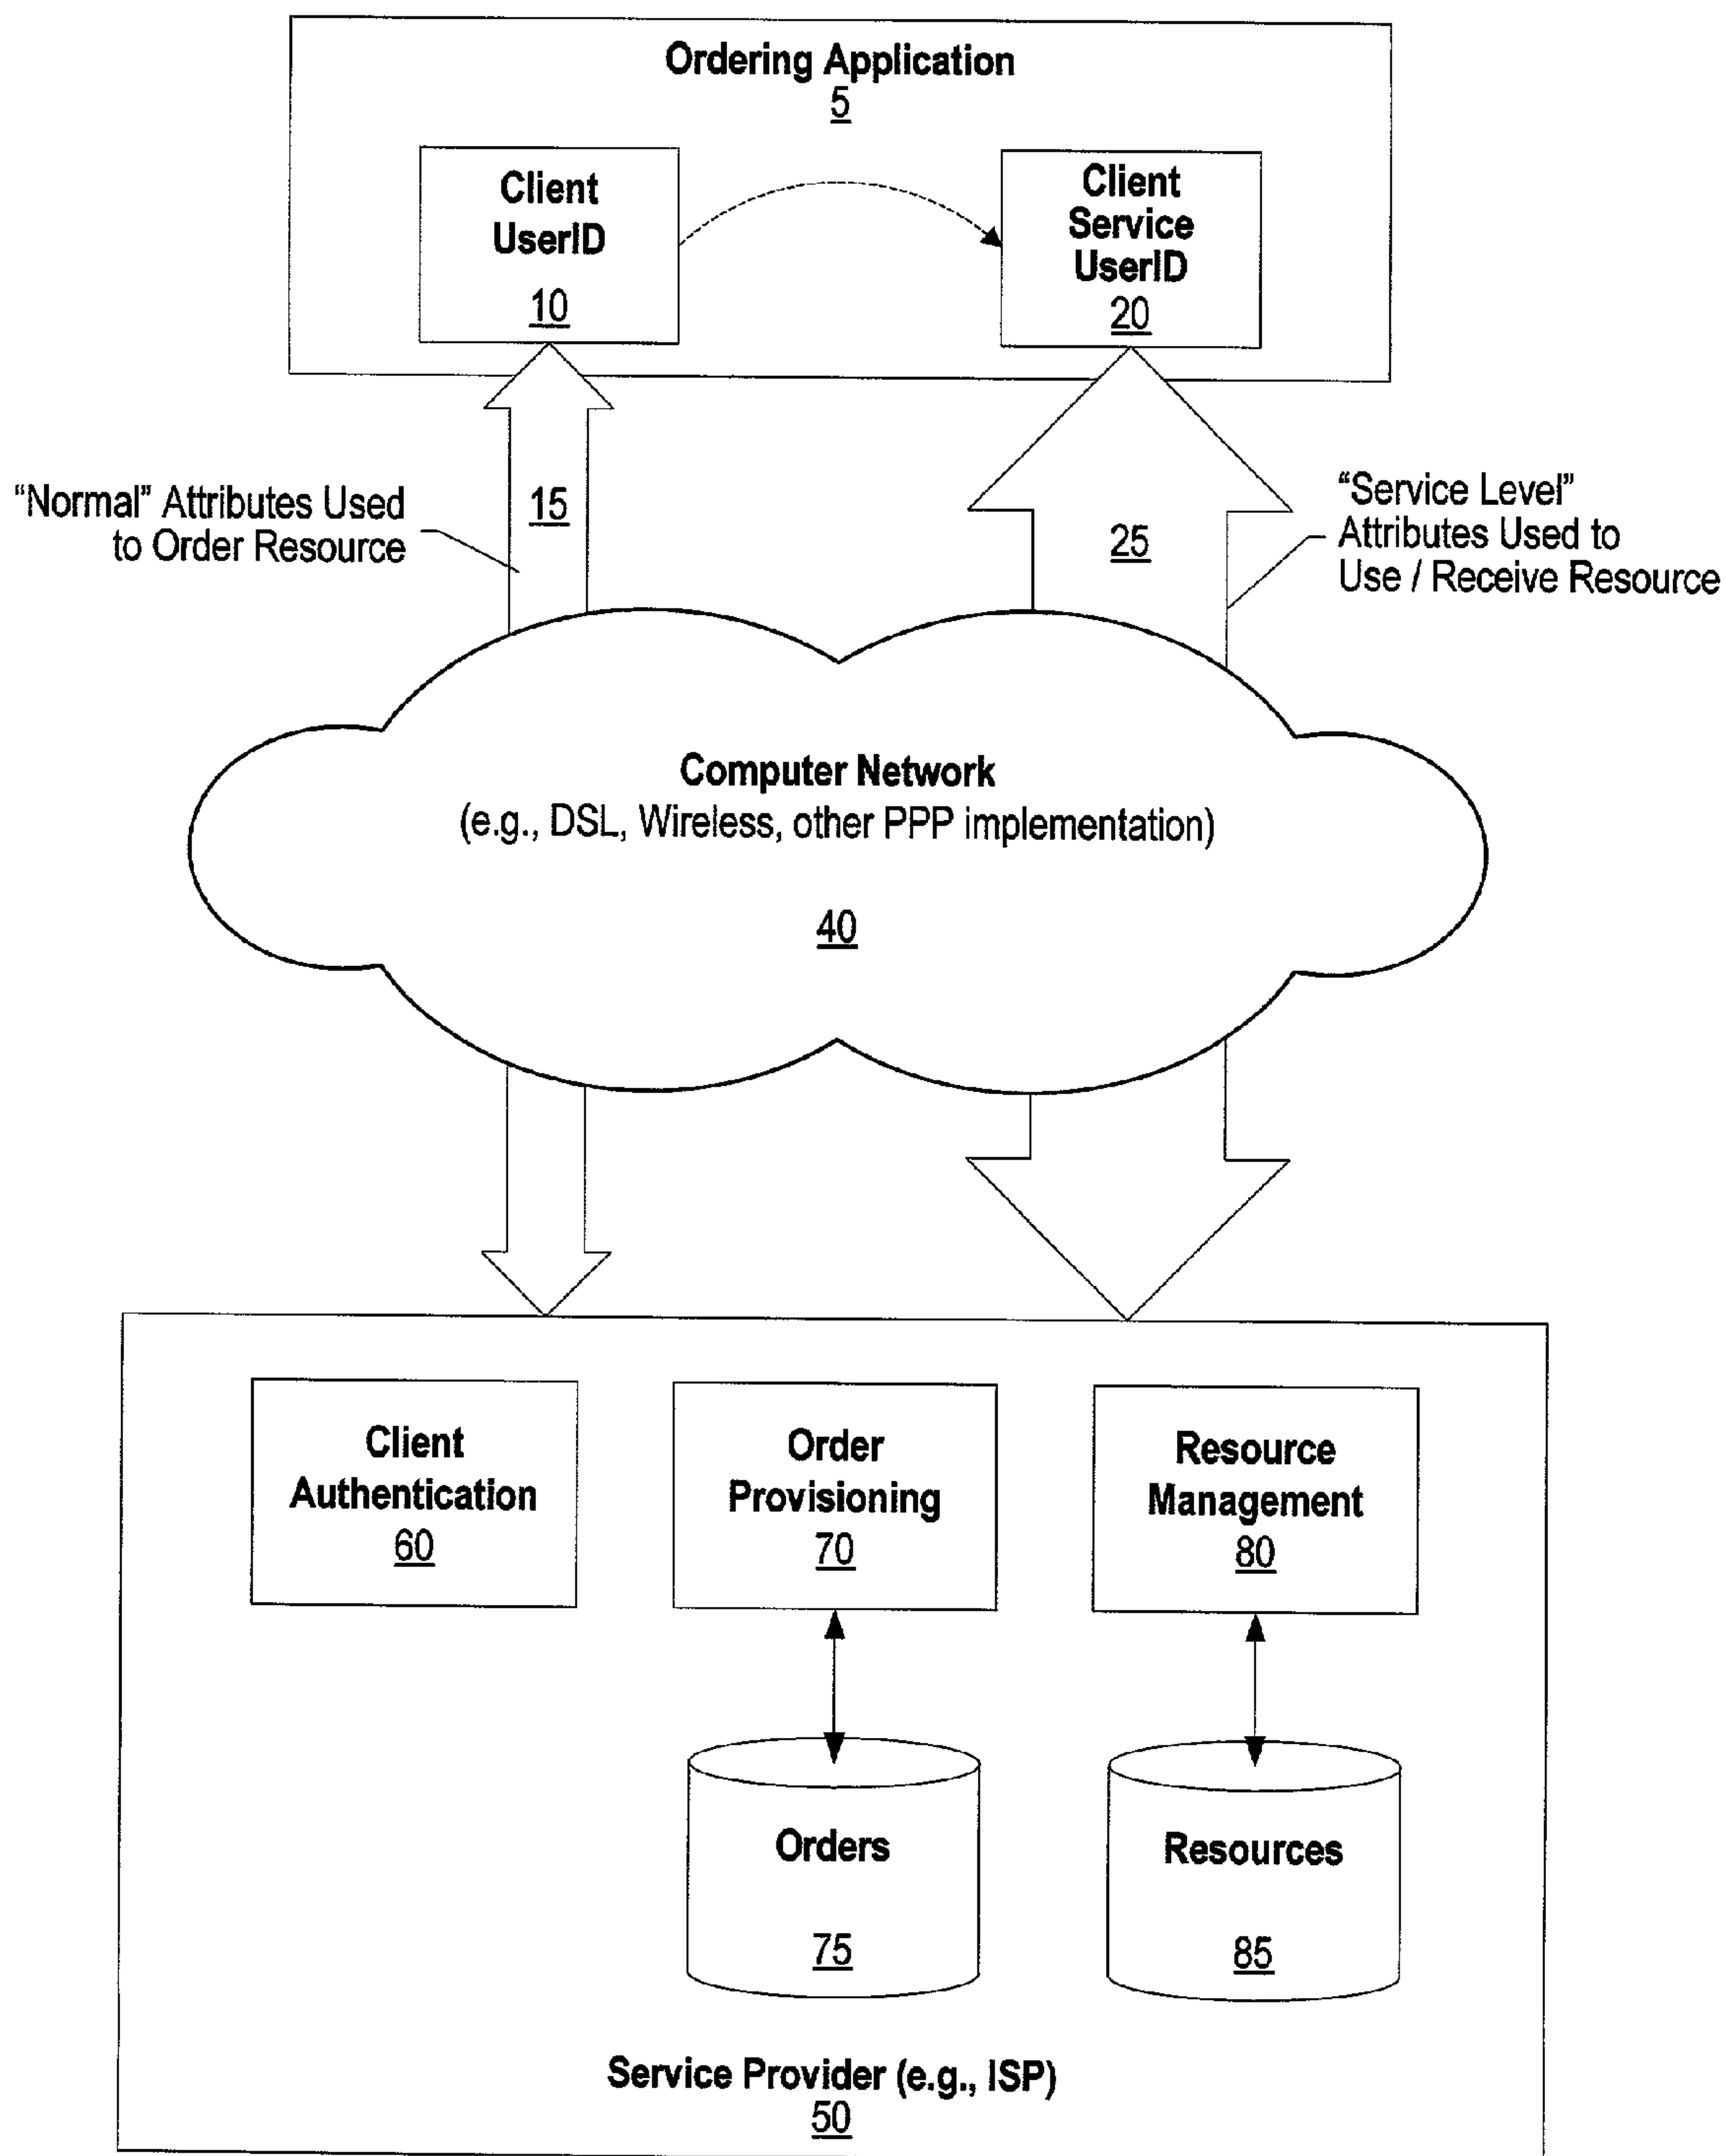 Ordering Application
5
Client
UserID
10
Client
Service
UserID
20
“Normal” Attributes Used
to Order Resource
15
25
“Service Level”
Attributes Used to
Use / Receive Resource
Computer Network
(e.g., DSL, Wireless, other PPP implementation)
40
Client
Authentication
60
Order
Provisioning
70
Resource
Management
80
Orders
75
Resources
85
Service Provider (e.g., ISP)
50